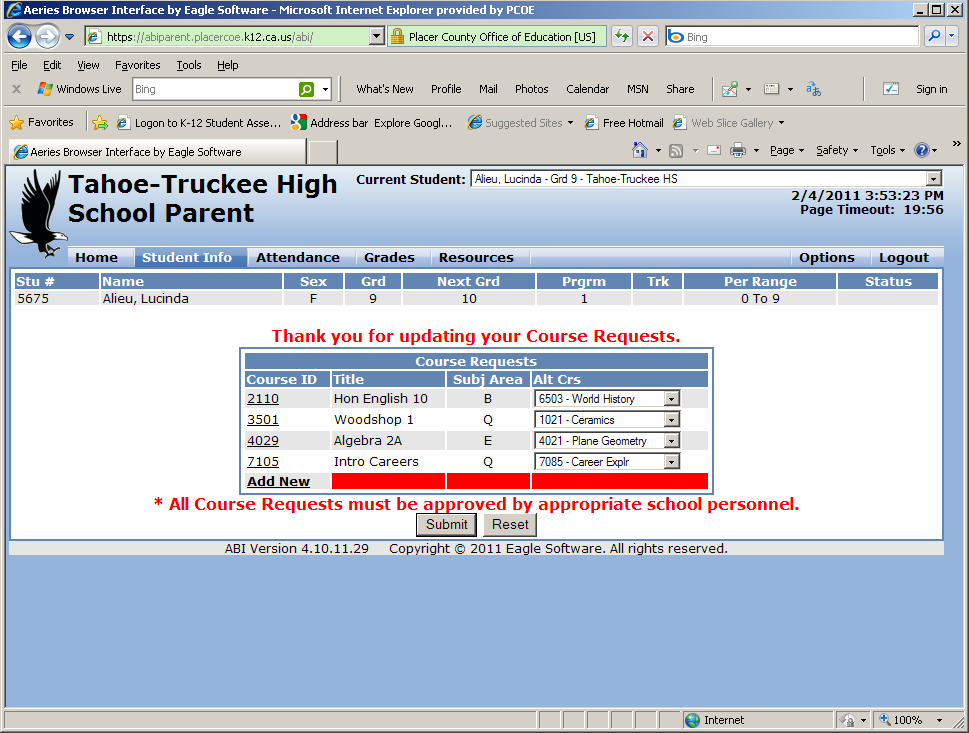 Aeries Browser Interface by Eagle Software - Microsoft Internet Explorer provided by PCOE
https://abiparent.placercoe.k12.ca.us/abi/ Placer County Office of Education [US] Bing
File Edit View Favorites Tools Help
Windows Live Bing What's New Profile Mail Photos Calendar MSN Share Sign in
Favorites Logon to K-12 Student Asse... Address bar Explore Googl... Suggested Sites Free Hotmail Web Slice Gallery
Aeries Browser Interface by Eagle Software Page Safety Tools »
Tahoe-Truckee High School Parent
Current Student: Alieu, Lucinda - Grd 9 - Tahoe-Truckee HS
2/4/2011 3:53:23 PM
Page Timeout: 19:56
Home Student Info Attendance Grades Resources Options Logout
Stu # Name Sex Grd Next Grd Prgrm Trk Per Range Status
5675 Alieu, Lucinda F 9 10 1 0 To 9
Thank you for updating your Course Requests.
Course Requests
Course ID Title Subj Area Alt Crs
2110 Hon English 10 B 6503 - World History
3501 Woodshop 1 Q 1021 - Ceramics
4029 Algebra 2A E 4021 - Plane Geometry
7105 Intro Careers Q 7085 - Career Explr
Add New
* All Course Requests must be approved by appropriate school personnel.
Submit Reset
ABI Version 4.10.11.29 Copyright © 2011 Eagle Software. All rights reserved.
Internet 100%